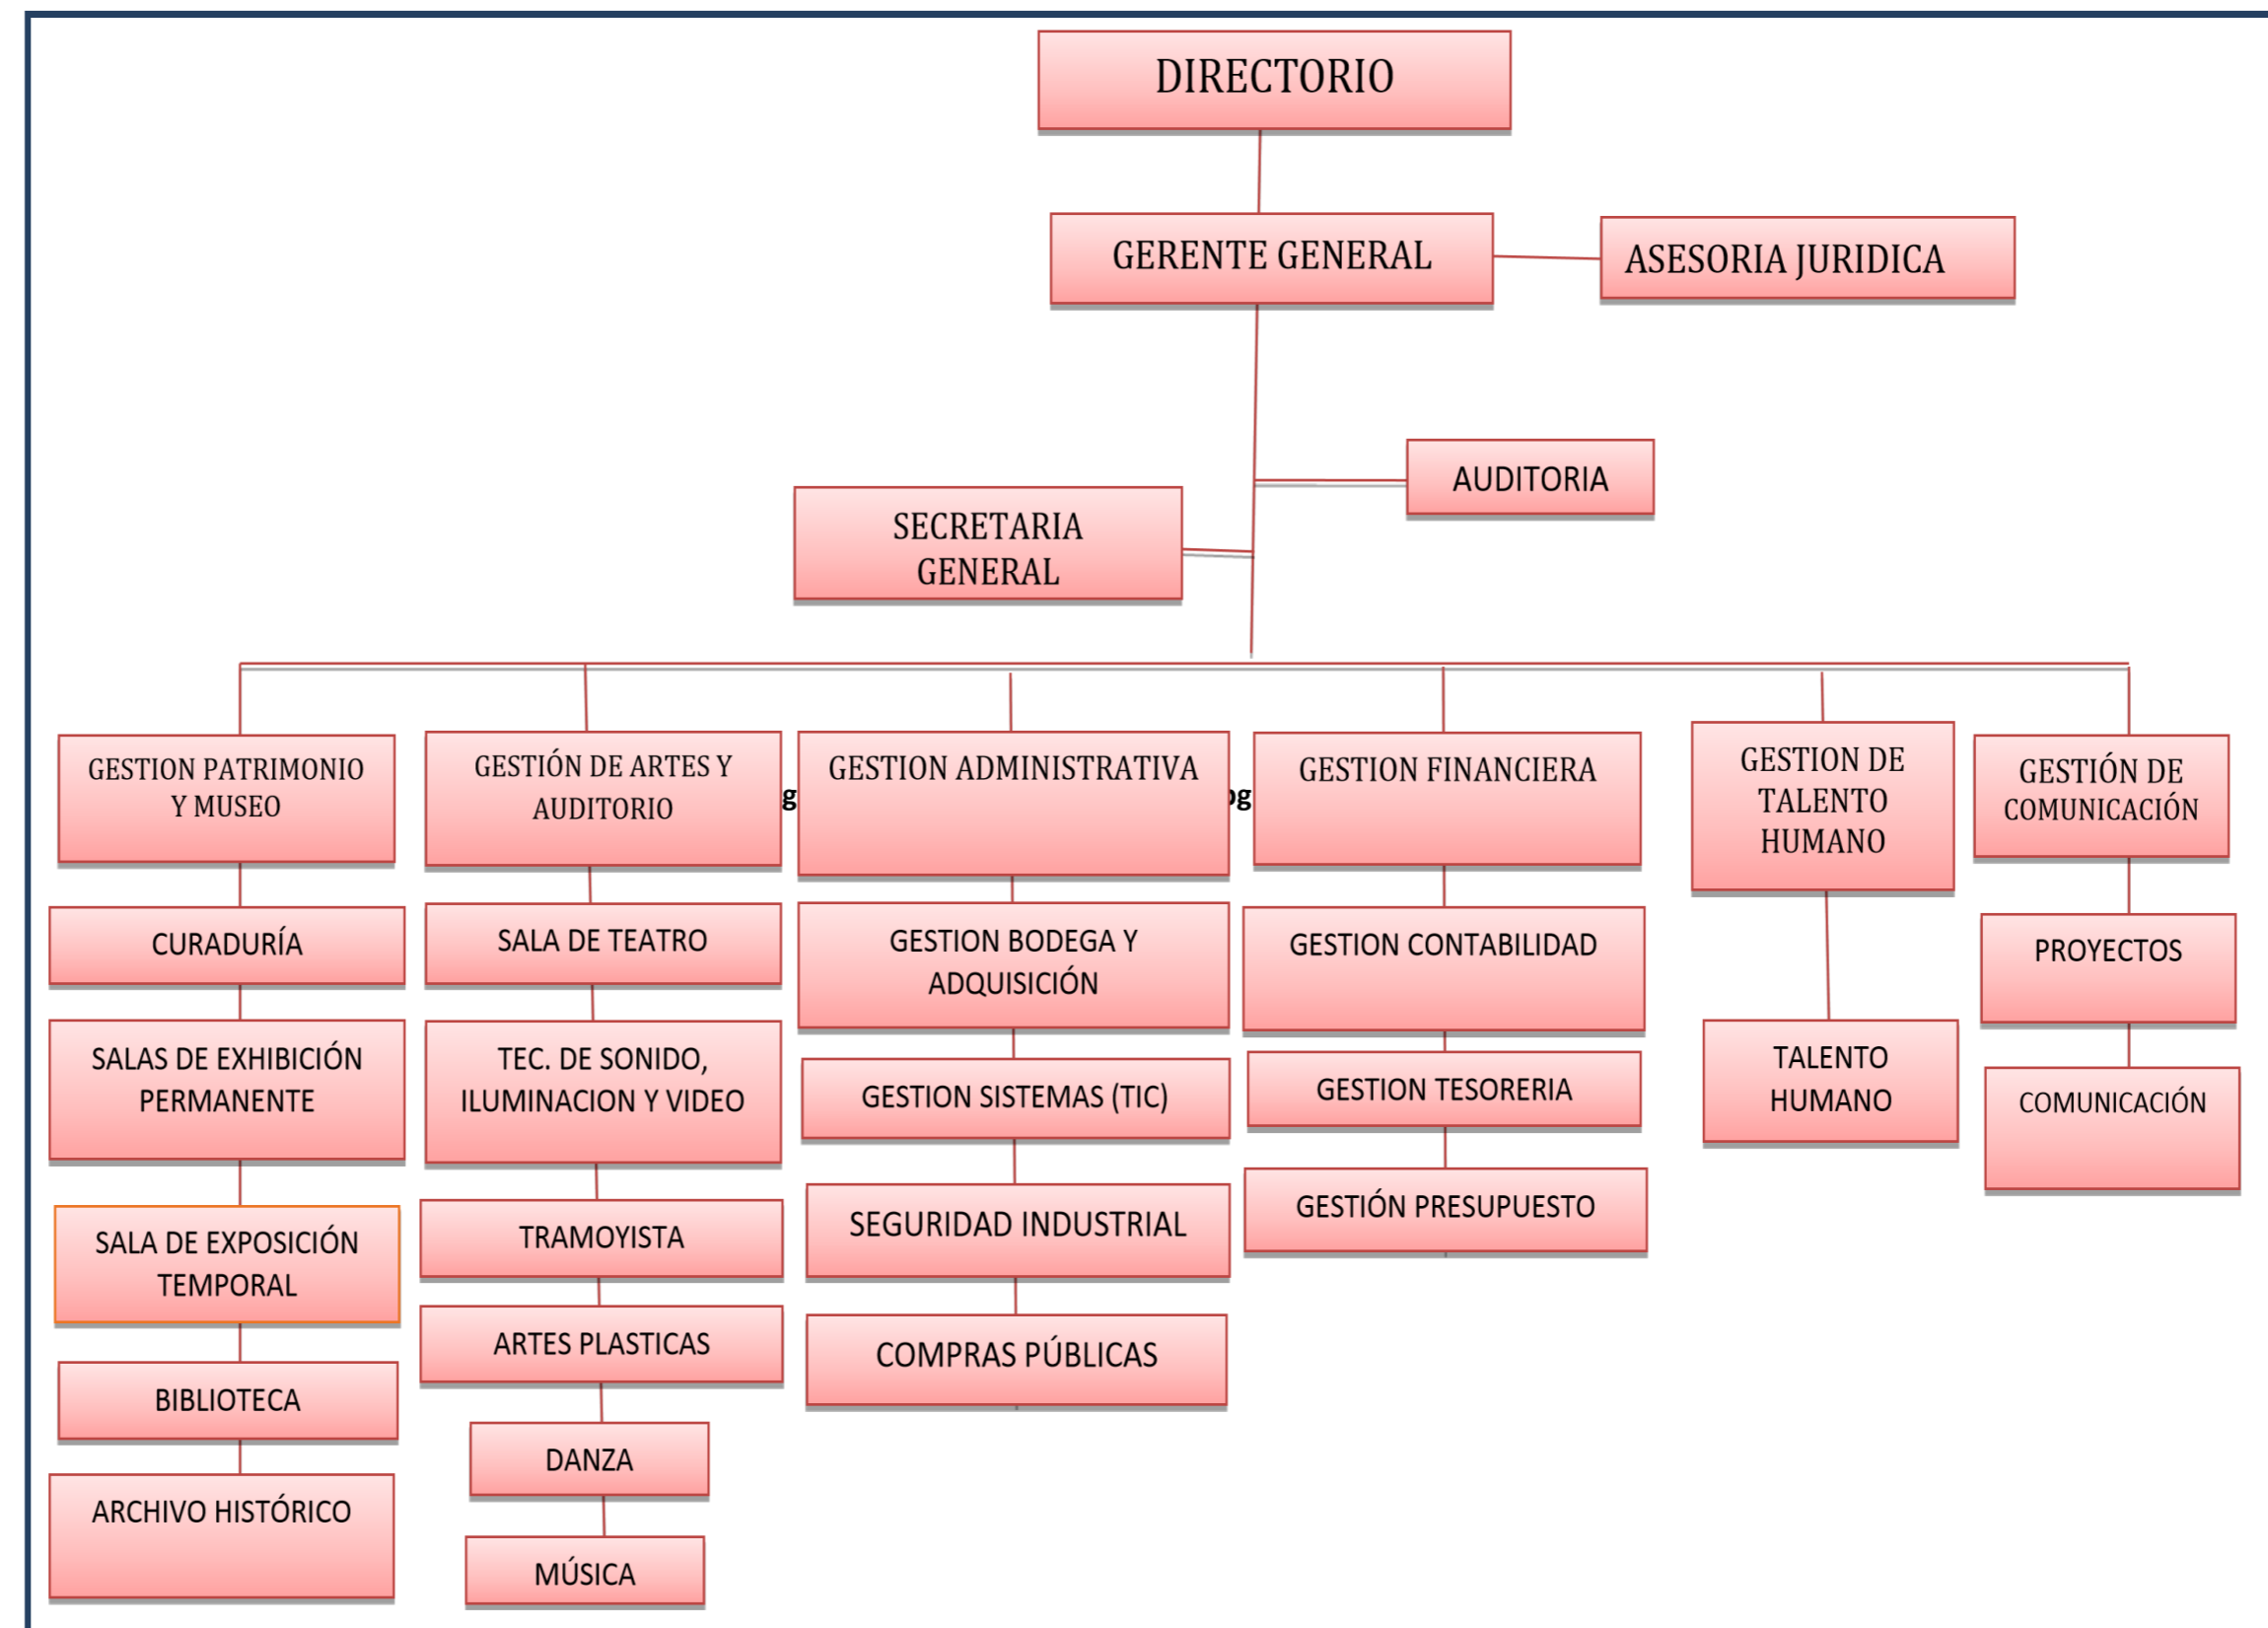 DIRECTORIO
GERENTE GENERAL
ASESORIA JURIDICA
AUDITORIA
SECRETARIA
GENERAL
GESTION PATRIMONIO
Y MUSEO
CURADURÍA
SALAS DE EXHIBICIÓN
PERMANENTE
SALA DE EXPOSICIÓN
TEMPORAL
BIBLIOTECA
ARCHIVO HISTÓRICO
GESTIÓN DE ARTES Y
AUDITORIO
SALA DE TEATRO
TEC. DE SONIDO,
ILUMINACION Y VIDEO
TRAMOYISTA
ARTES PLASTICAS
DANZA
MÚSICA
GESTION ADMINISTRATIVA
GESTION BODEGA Y
ADQUISICIÓN
GESTION SISTEMAS (TIC)
SEGURIDAD INDUSTRIAL
COMPRAS PÚBLICAS
GESTION FINANCIERA
GESTION CONTABILIDAD
GESTION TESORERIA
GESTIÓN PRESUPUESTO
GESTION DE
TALENTO
HUMANO
TALENTO
HUMANO
GESTIÓN DE
COMUNICACIÓN
PROYECTOS
COMUNICACIÓN